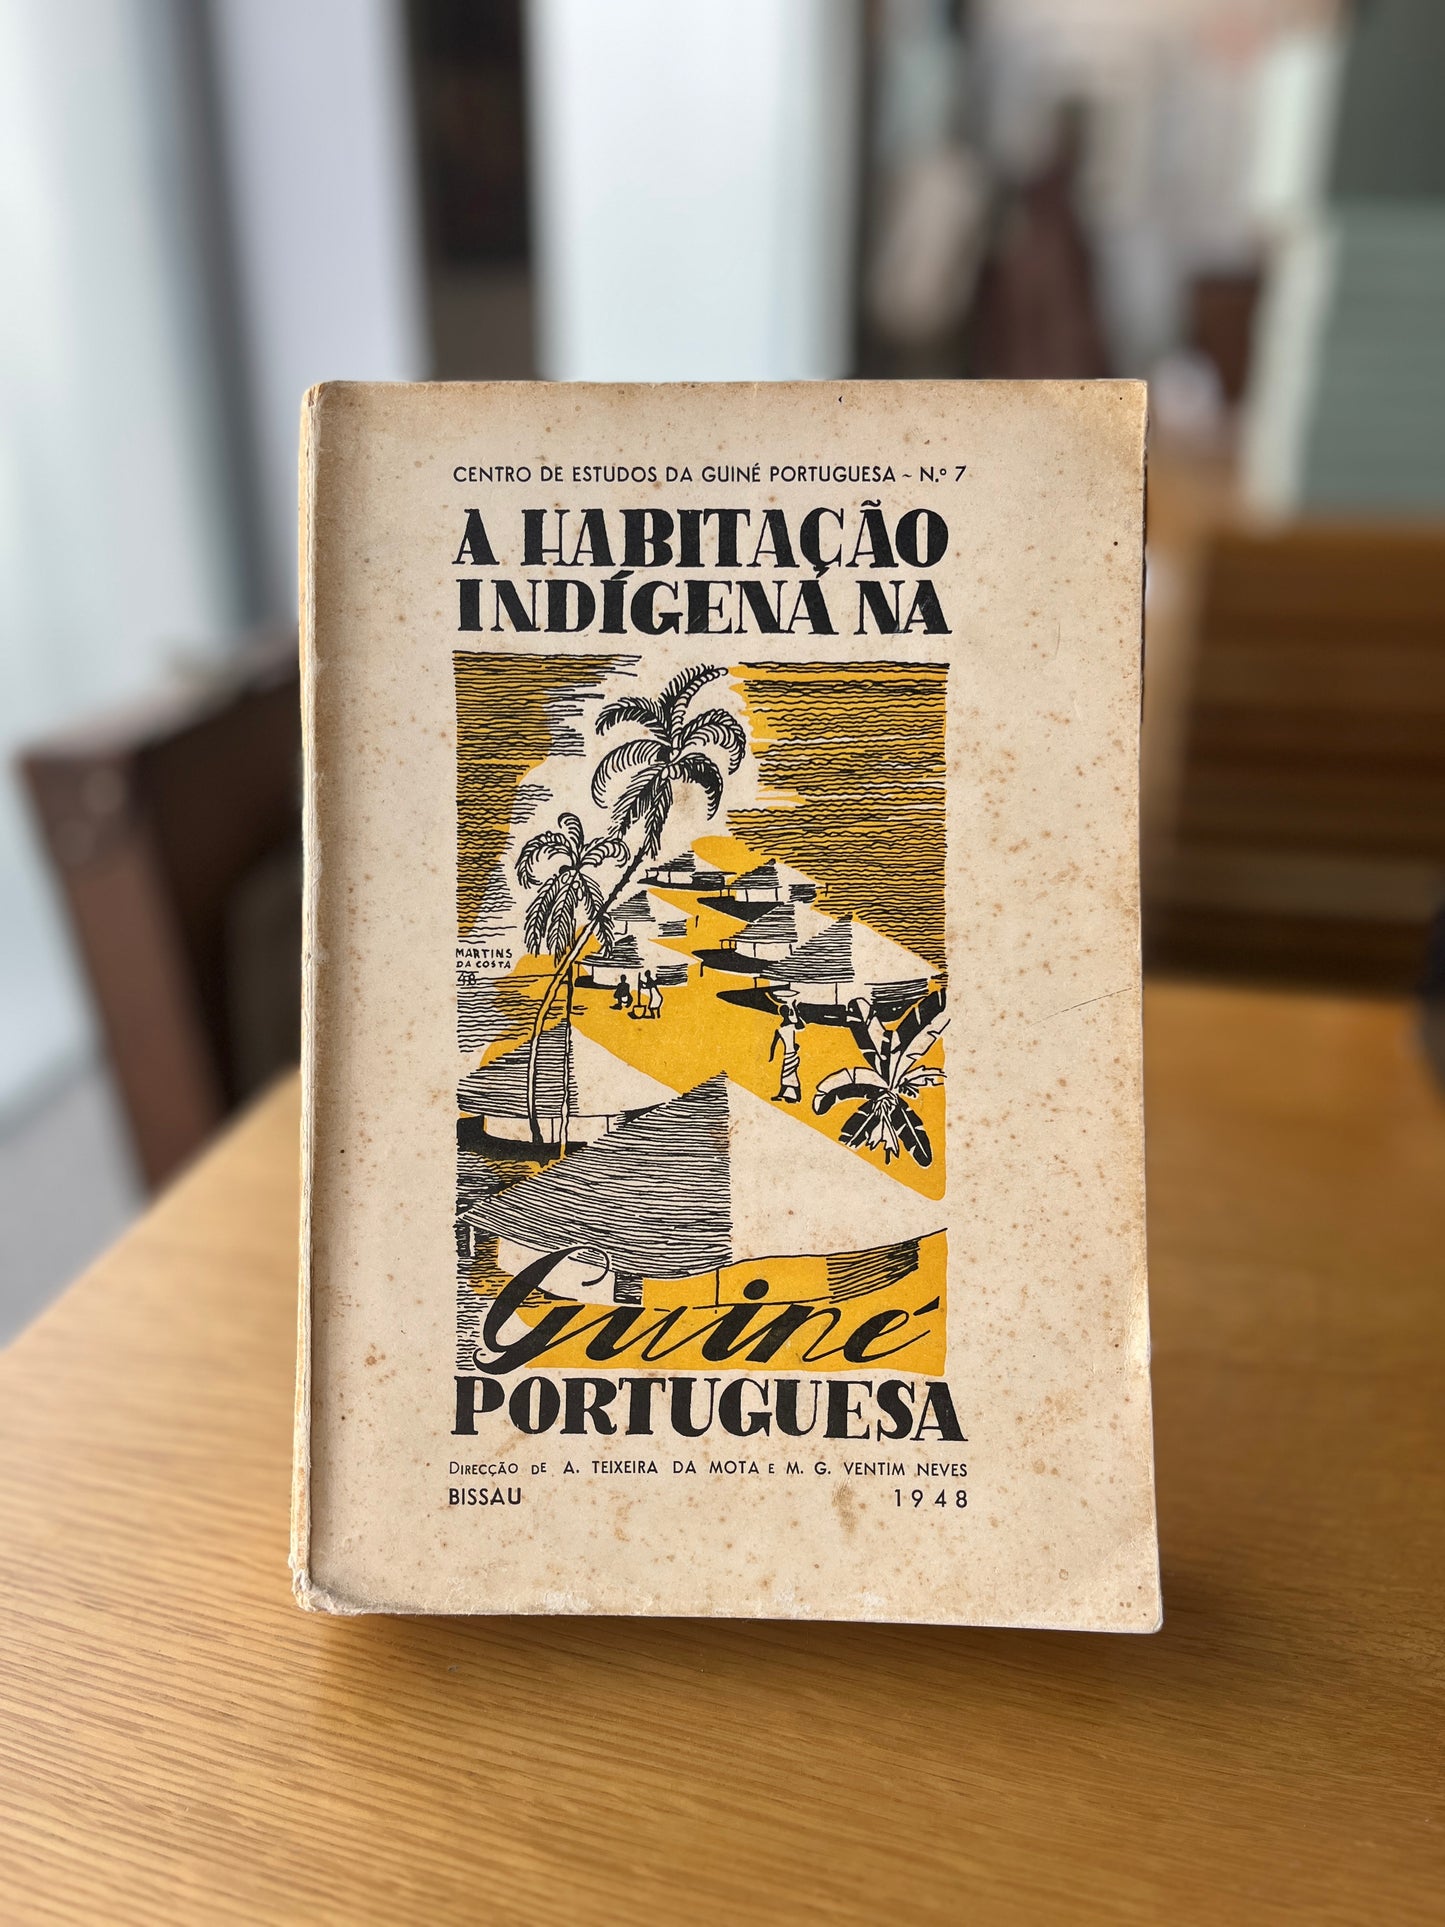 CENTRO DE ESTUDOS DA GUINÉ PORTUGUESA ~ N.º 7
A HABITAÇÃO
INDÍGENA NA
MARTINS
DA COSTA
48
Guiné
PORTUGUESA
DIRECÇÃO DE A. TEIXEIRA DA MOTA E M. G. VENTIM NEVES
BISSAU 1948